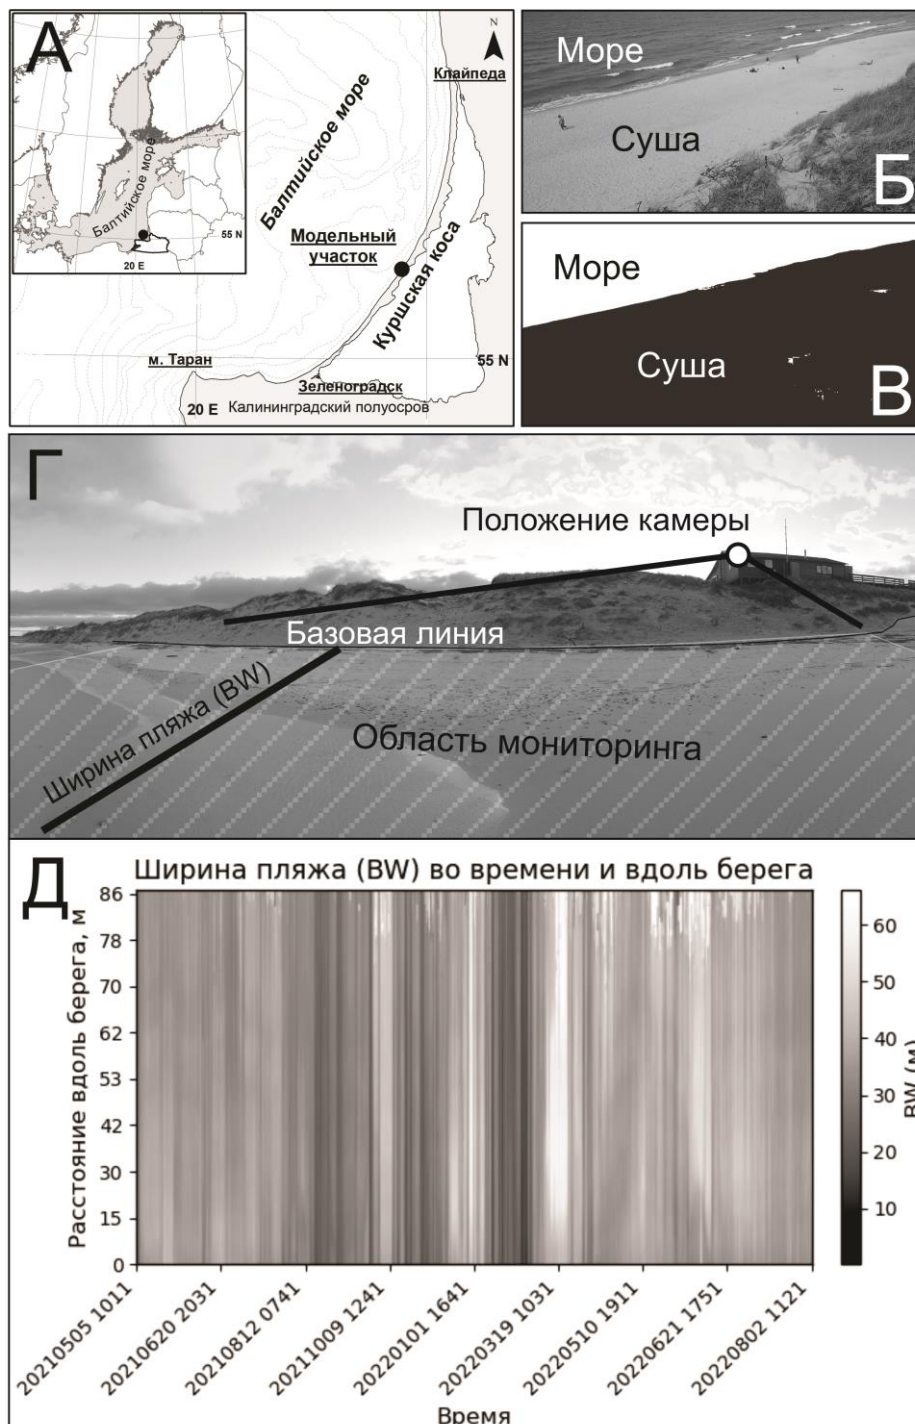 А
Балтийское море
55 N
20 E
N
Клайпеда
Балтийское море
Модельный
участок
Куршская коса
м. Таран
55 N
Зеленоградск
20 E
Калининградский полуосров
Море
Суша
Б
Море
Суша
В
Г
Положение камеры
Базовая линия
Ширина пляжа (BW)
Область мониторинга
Д
Ширина пляжа (BW) во времени и вдоль берега
Расстояние вдоль берега, м
86
78
70
62
53
42
30
15
0
60
50
40
30
20
10
BW (м)
20210505 1011
20210620 2031
20210812 0741
20211009 1241
20220101 1641
20220319 1031
20220510 1911
20220621 1751
20220802 1121
Время